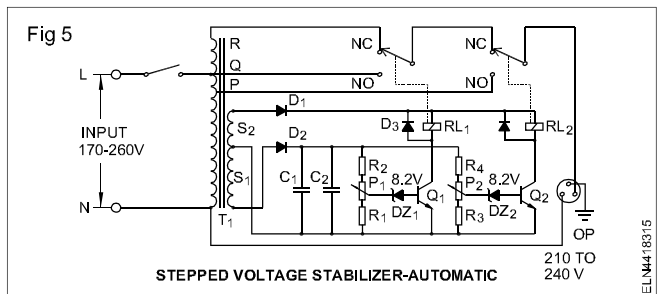 Fig 5
R
NC
NC
L
Q
P
NO
NO
D1
INPUT
170-260V
S2
D2
D3
RL1
RL2
S1
C1
C2
R2
P1
R1
8.2V
DZ1
Q1
R4
P2
R3
8.2V
DZ2
Q2
N
T1
OP
210 TO
240 V
STEPPED VOLTAGE STABILIZER-AUTOMATIC
ELN4418315